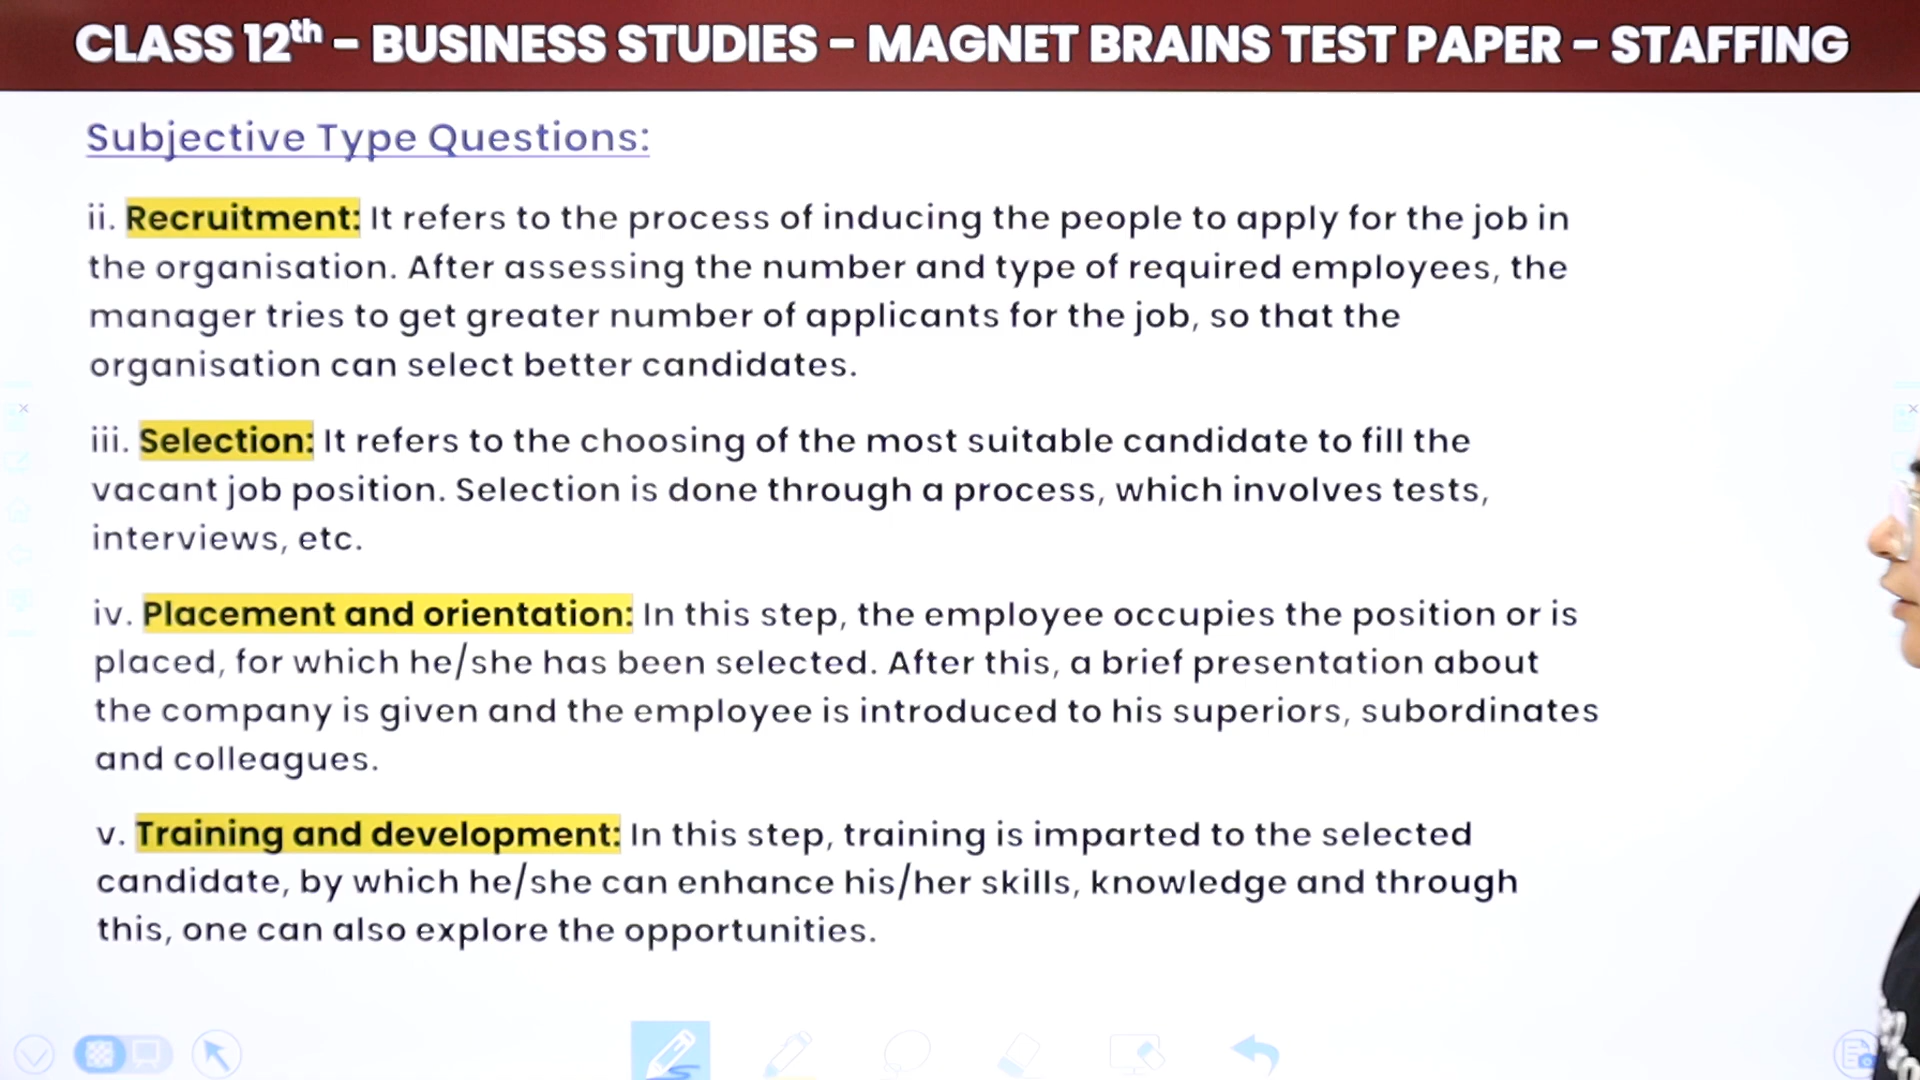 CLASS 12th - BUSINESS STUDIES - MAGNET BRAINS TEST PAPER - STAFFING
Subjective Type Questions:
ii. Recruitment: It refers to the process of inducing the people to apply for the job in
the organisation. After assessing the number and type of required employees, the
manager tries to get greater number of applicants for the job, so that the
organisation can select better candidates.
iii. Selection: It refers to the choosing of the most suitable candidate to fill the
vacant job position. Selection is done through a process, which involves tests,
interviews, etc.
iv. Placement and orientation: In this step, the employee occupies the position or is
placed, for which he/she has been selected. After this, a brief presentation about
the company is given and the employee is introduced to his superiors, subordinates
and colleagues.
v. Training and development: In this step, training is imparted to the selected
candidate, by which he/she can enhance his/her skills, knowledge and through
this, one can also explore the opportunities.